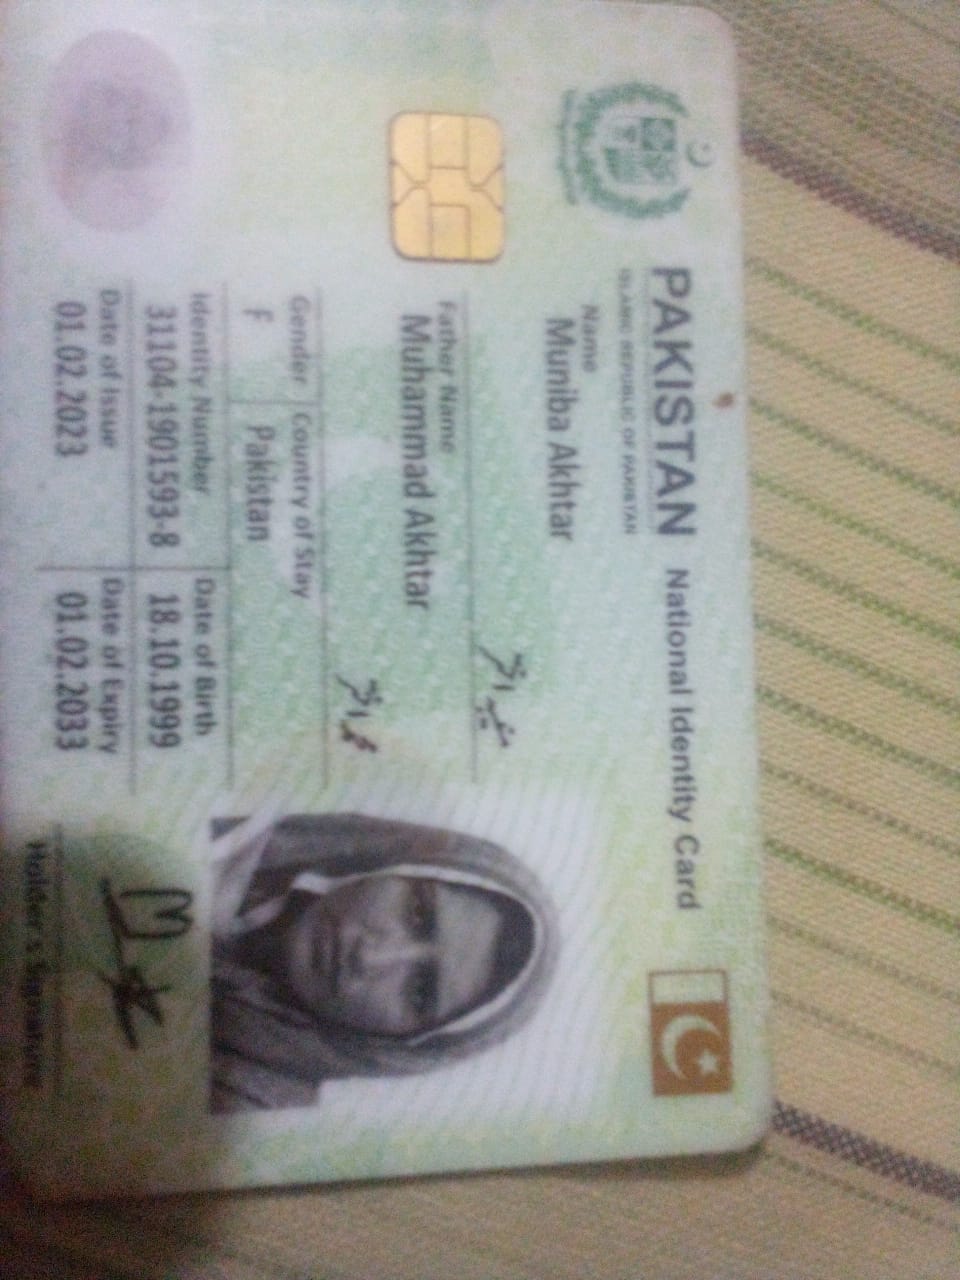 PAKISTAN National Identity Card
ISLAMIC REPUBLIC OF PAKISTAN
Name
Muniba Akhtar
منیبہ اختر
Father Name
Muhammad Akhtar
محمد اختر
Gender Country of Stay
F Pakistan
Identity Number Date of Birth
31104-1901593-8 18.10.1999
Date of Issue Date of Expiry
01.02.2023 01.02.2033
Holder's Signature